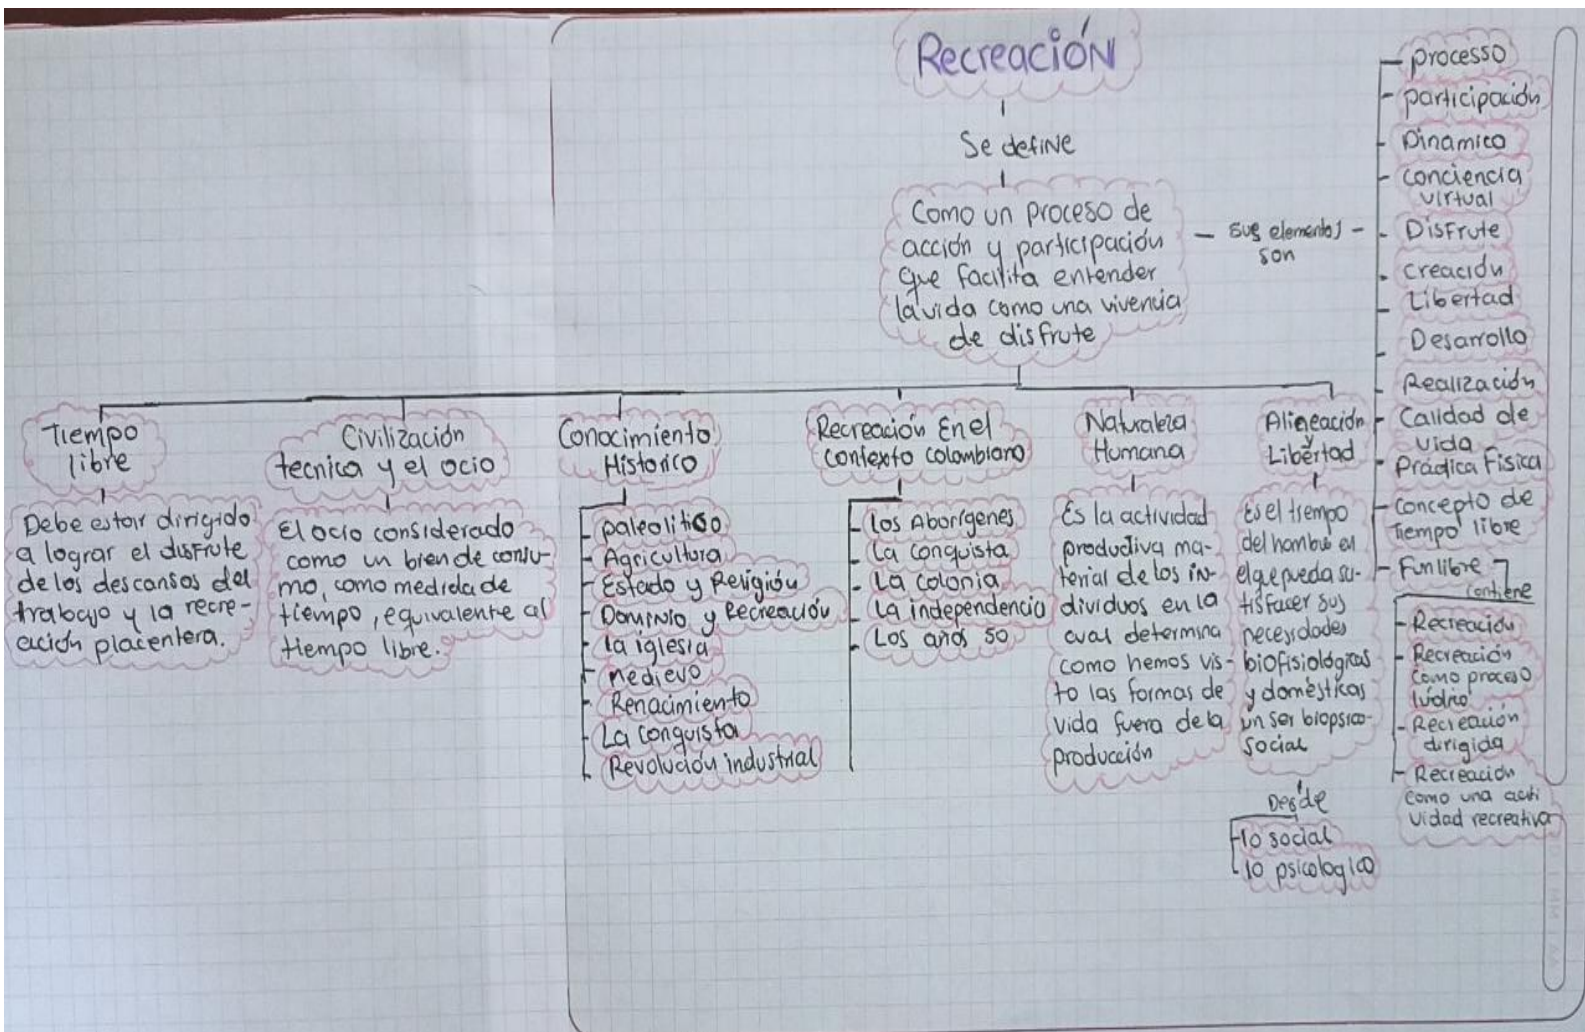 Recreación
Se define
Como un proceso de
acción y participación
que facilita entender
la vida como una vivencia
de disfrute
sus elementos
son
processo
participación
Dinamico
conciencia
virtual
Disfrute
creación
Libertad
Desarrollo
Realización
Calidad de
vida
Práctica Física
Concepto de
tiempo libre
Funlibre
contiene
Recreación
Recreación
como proceso
lúdico
Recreación
dirigida
Recreación
como una acti
vidad recreativa
Tiempo
libre
Debe estar dirigido
a lograr el disfrute
de los descansos del
trabajo y la recre-
ación placentera.
Civilización
tecnica y el ocio
El ocio considerado
como un bien de consu-
mo, como medida de
tiempo, equivalente al
tiempo libre.
Conocimiento
Historico
paleolitico
Agricultura
Estado y Religión
Dominio y Recreación
la iglesia
medievo
Renacimiento
La conquista
Revolución industrial
Recreación En el
contexto colombiano
Los Aborígenes
La conquista
La colonia
La independencia
Los años 50
Naturaleza
Humana
Es la actividad
productiva ma-
terial de los in-
dividuos en la
cual determina
como hemos vis-
to las formas de
vida fuera de la
producción
Alineación
y
Libertad
Es el tiempo
del hombre en
el que pueda sa-
tisfacer sus
necesidades
biofisiológicas
y domésticas
un ser biopsico-
social
Desde
lo social
lo psicologico